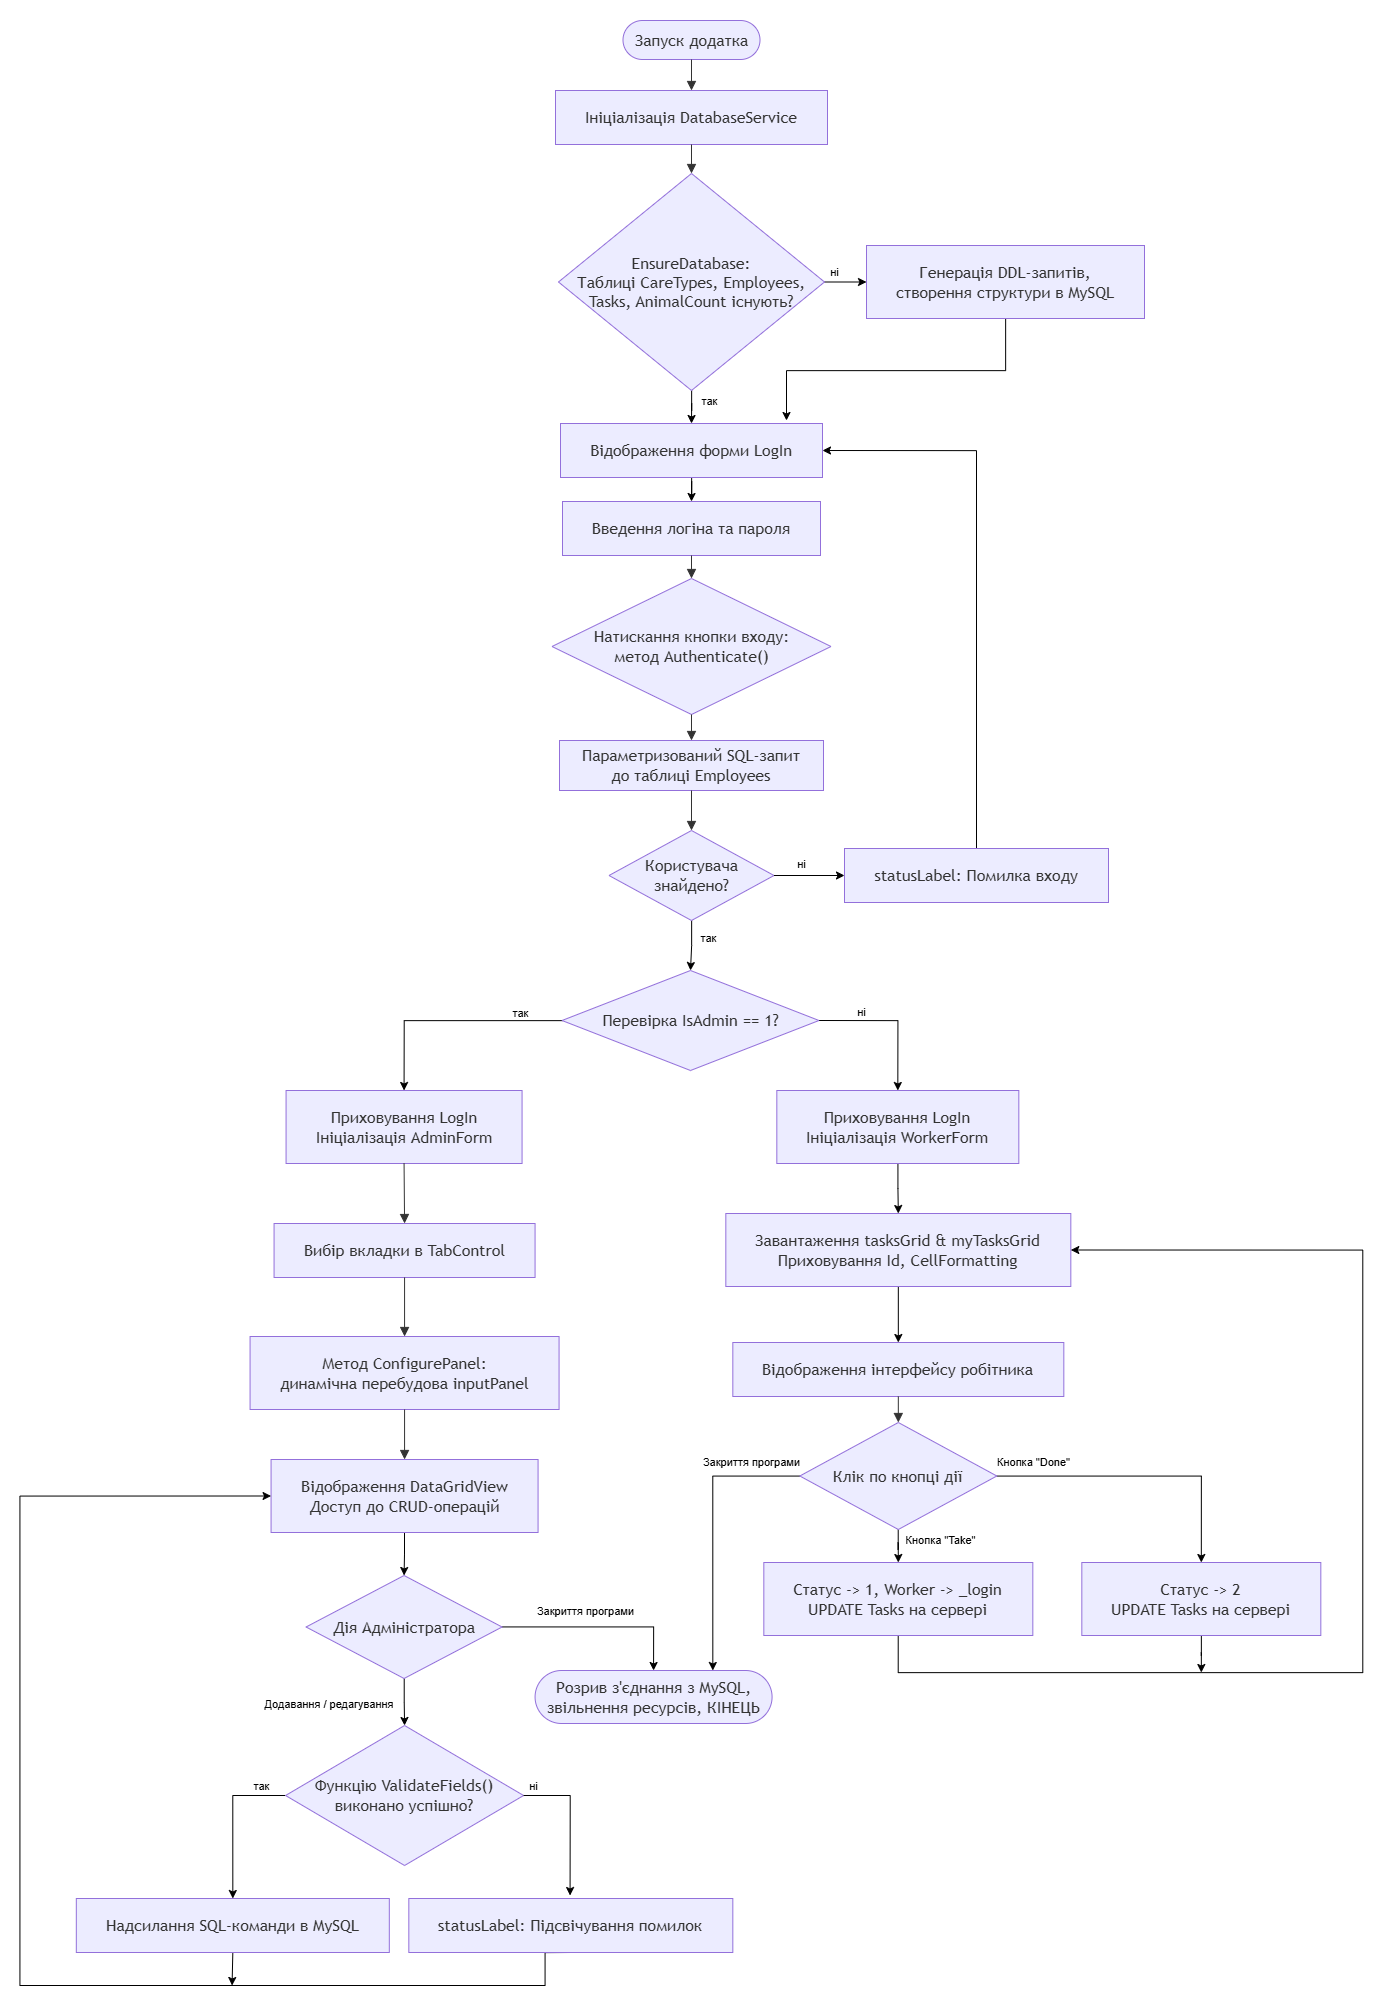 Запуск додатка
Ініціалізація DatabaseService
EnsureDatabase:
Таблиці CareTypes, Employees,
Tasks, AnimalCount існують?
ні
Генерація DDL-запитів,
створення структури в MySQL
так
Відображення форми LogIn
Введення логіна та пароля
Натискання кнопки входу:
метод Authenticate()
Параметризований SQL-запит
до таблиці Employees
Користувача
знайдено?
ні
statusLabel: Помилка входу
так
Перевірка IsAdmin == 1?
так
ні
Приховування LogIn
Ініціалізація AdminForm
Приховування LogIn
Ініціалізація WorkerForm
Вибір вкладки в TabControl
Завантаження tasksGrid & myTasksGrid
Приховування Id, CellFormatting
Метод ConfigurePanel:
динамічна перебудова inputPanel
Відображення інтерфейсу робітника
Відображення DataGridView
Доступ до CRUD-операцій
Закриття програми
Клік по кнопці дії
Кнопка "Done"
Кнопка "Take"
Статус -> 1, Worker -> _login
UPDATE Tasks на сервері
Статус -> 2
UPDATE Tasks на сервері
Дія Адміністратора
Закриття програми
Розрив з'єднання з MySQL,
звільнення ресурсів, КІНЕЦЬ
Додавання / редагування
Функцію ValidateFields()
виконано успішно?
так
ні
Надсилання SQL-команди в MySQL
statusLabel: Підсвічування помилок